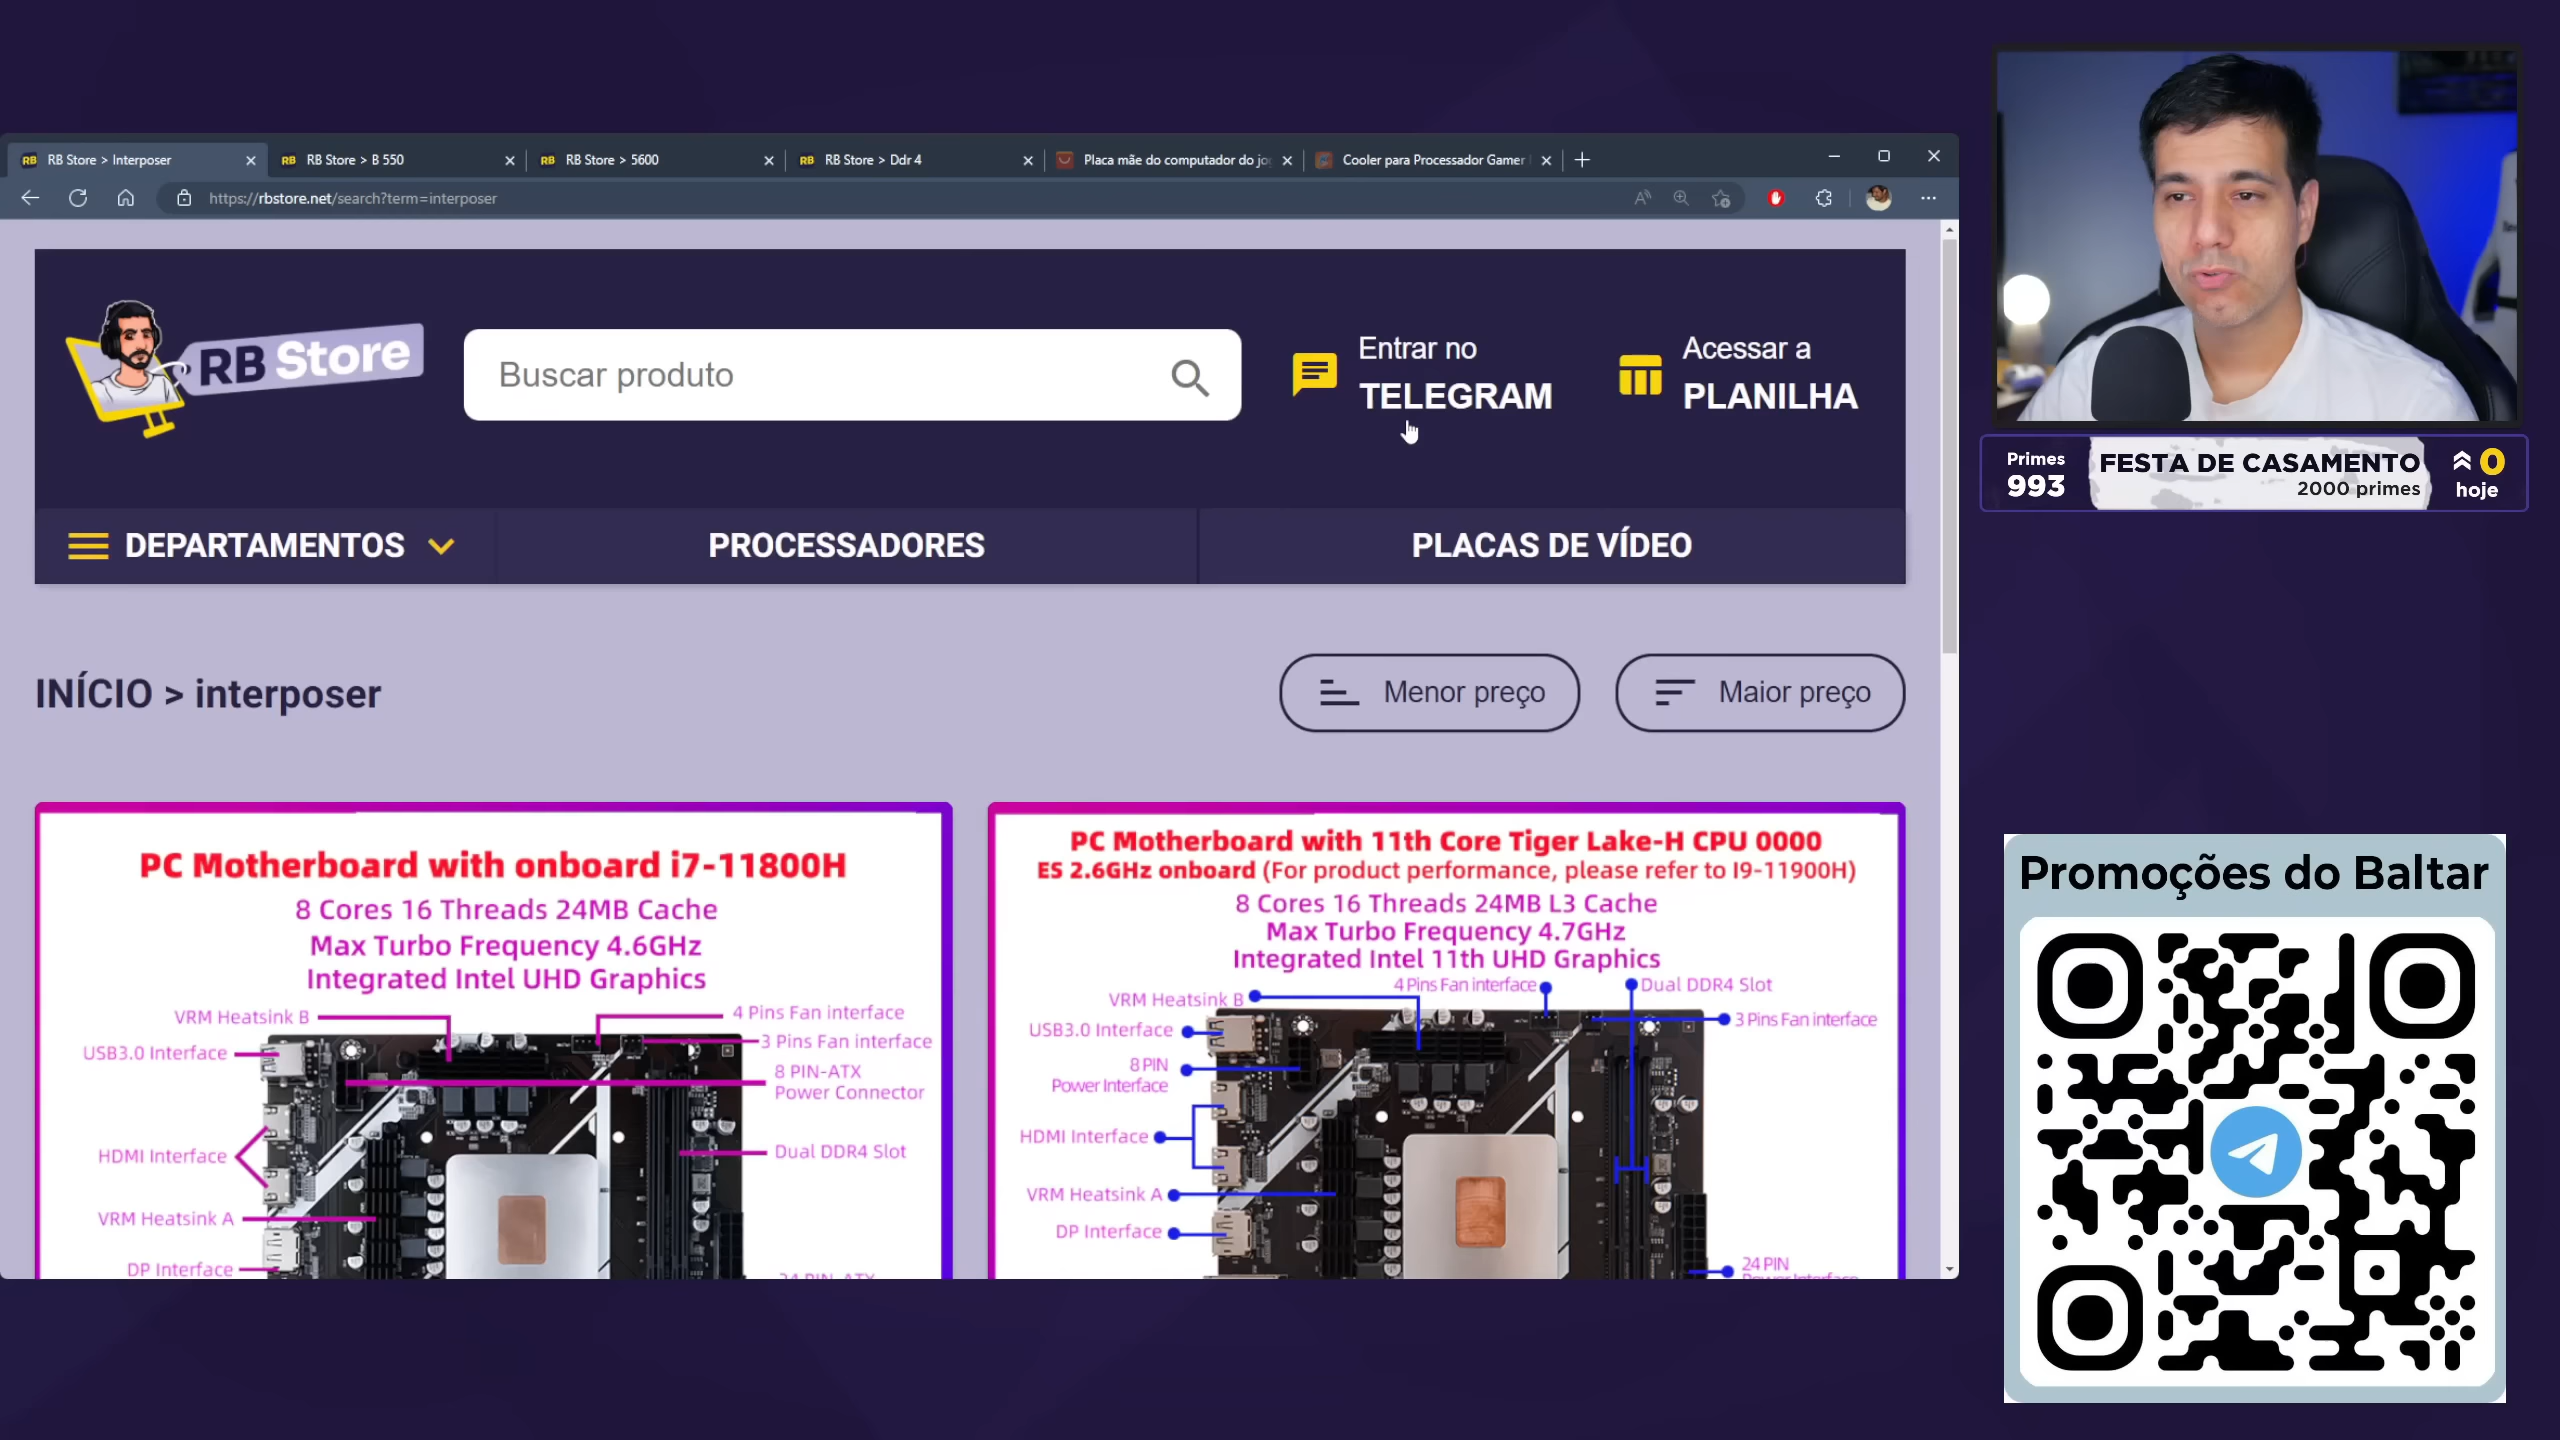 RB Store > Interposer
RB Store > B 550
RB Store > 5600
RB Store > Ddr 4
Placa mãe do computador do jo
Cooler para Processador Gamer
https://rbstore.net/search?term=interposer
RB Store
Buscar produto
Entrar no
TELEGRAM
Acessar a
PLANILHA
DEPARTAMENTOS
PROCESSADORES
PLACAS DE VÍDEO
INÍCIO > interposer
Menor preço
Maior preço
PC Motherboard with onboard i7-11800H
8 Cores 16 Threads 24MB Cache
Max Turbo Frequency 4.6GHz
Integrated Intel UHD Graphics
VRM Heatsink B
4 Pins Fan interface
USB3.0 Interface
3 Pins Fan interface
8 PIN-ATX
Power Connector
HDMI Interface
Dual DDR4 Slot
VRM Heatsink A
DP Interface
24 PIN-ATX
PC Motherboard with 11th Core Tiger Lake-H CPU 0000
ES 2.6GHz onboard (For product performance, please refer to I9-11900H)
8 Cores 16 Threads 24MB L3 Cache
Max Turbo Frequency 4.7GHz
Integrated Intel 11th UHD Graphics
4 Pins Fan interface
Dual DDR4 Slot
VRM Heatsink B
3 Pins Fan interface
USB3.0 Interface
8 PIN
Power Interface
HDMI Interface
VRM Heatsink A
DP Interface
24 PIN
Power Interface
Primes
993
FESTA DE CASAMENTO
2000 primes
0
hoje
Promoções do Baltar